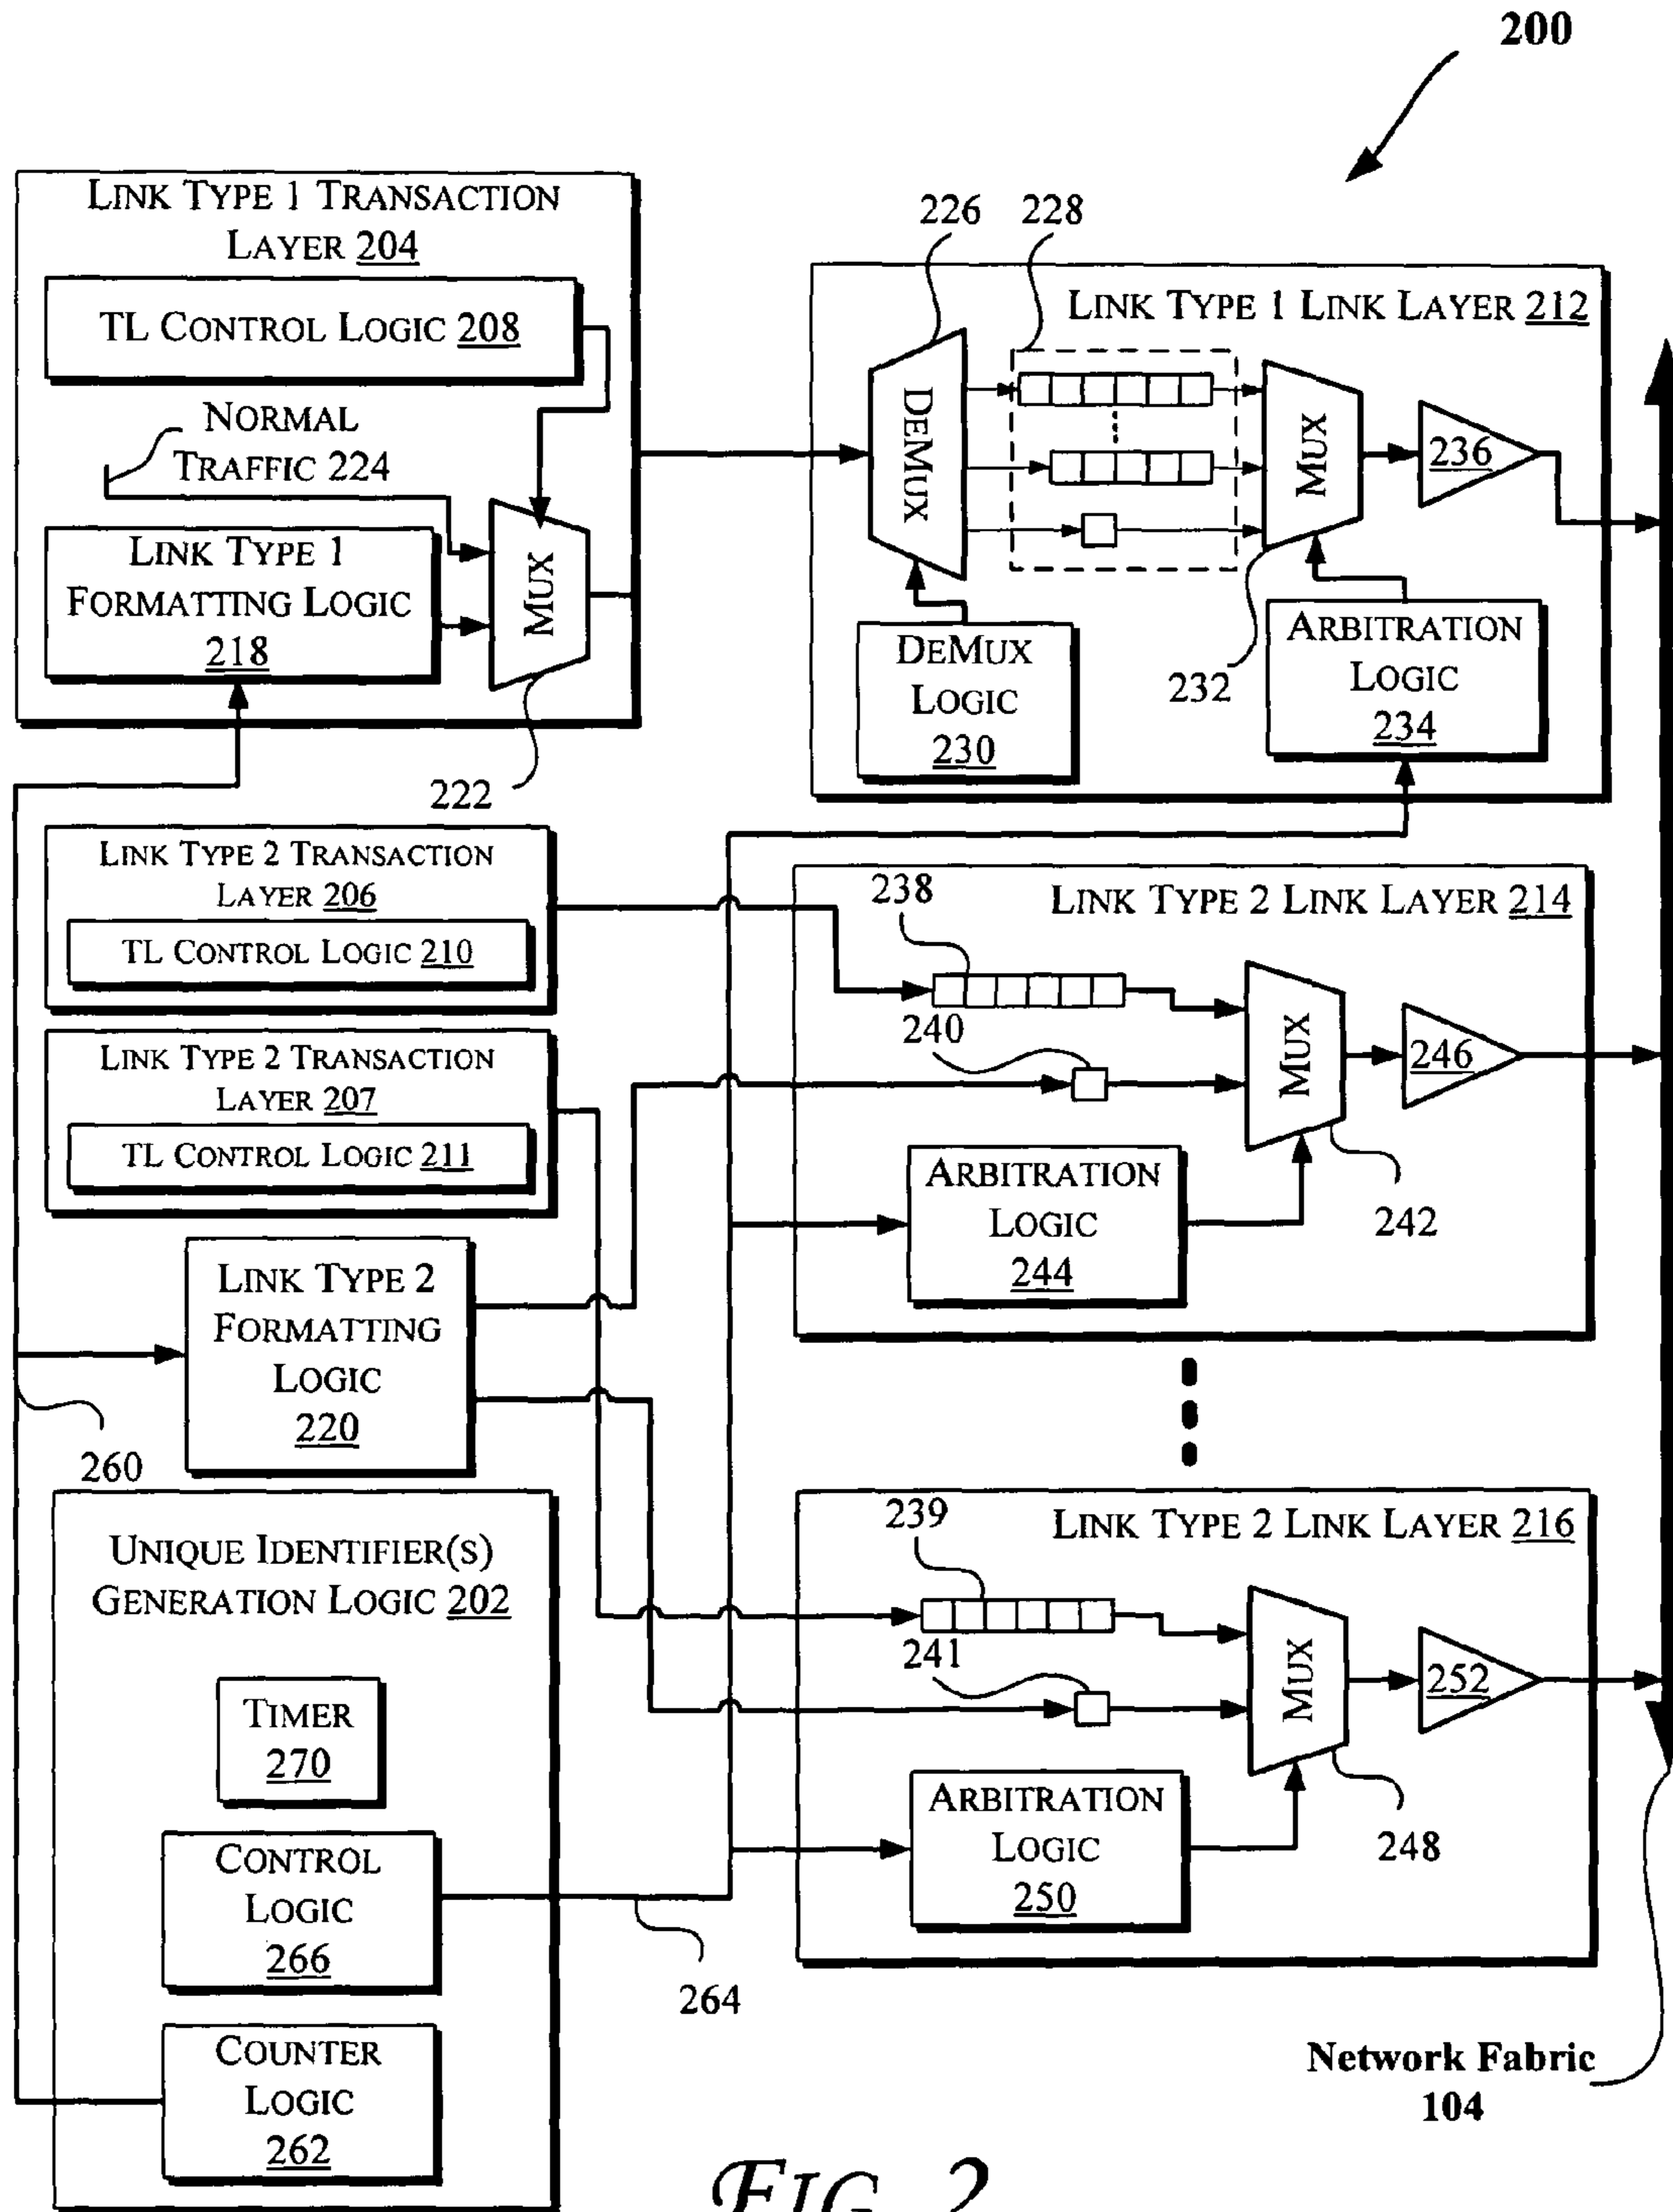 200
LINK TYPE 1 TRANSACTION
LAYER 204
TL CONTROL LOGIC 208
NORMAL
TRAFFIC 224
LINK TYPE 1
FORMATTING LOGIC
218
MUX
222
226
228
LINK TYPE 1 LINK LAYER 212
DEMUX
MUX
236
DEMUX
LOGIC
230
232
ARBITRATION
LOGIC
234
LINK TYPE 2 TRANSACTION
LAYER 206
TL CONTROL LOGIC 210
LINK TYPE 2 TRANSACTION
LAYER 207
TL CONTROL LOGIC 211
238
LINK TYPE 2 LINK LAYER 214
240
MUX
246
ARBITRATION
LOGIC
244
242
LINK TYPE 2
FORMATTING
LOGIC
220
260
UNIQUE IDENTIFIER(S)
GENERATION LOGIC 202
TIMER
270
CONTROL
LOGIC
266
COUNTER
LOGIC
262
264
239
LINK TYPE 2 LINK LAYER 216
241
MUX
252
ARBITRATION
LOGIC
250
248
Network Fabric
104
FIG. 2